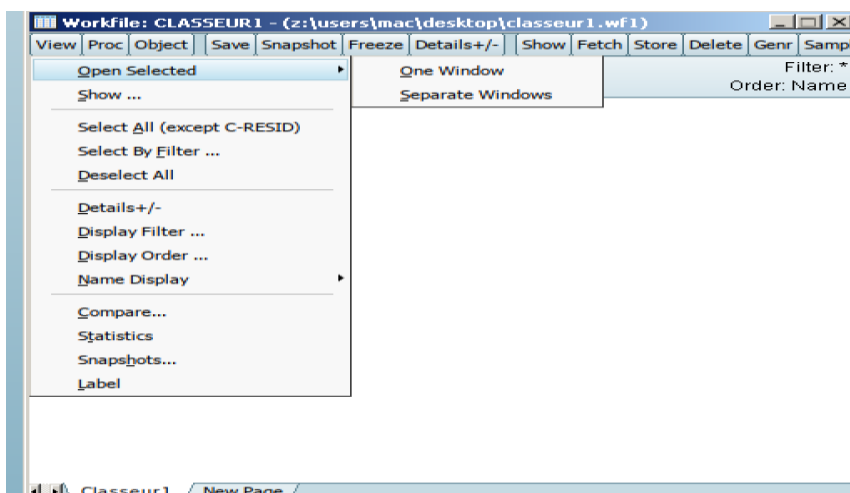 Workfile: CLASSEUR1 - (z:\users\mac\desktop\classeur1.wf1)
View Proc Object Save Snapshot Freeze Details+/- Show Fetch Store Delete Genr Samp
Filter: *
Order: Name
Open Selected
One Window
Separate Windows
Show ...
Select All (except C-RESID)
Select By Filter ...
Deselect All
Details+/-
Display Filter ...
Display Order ...
Name Display
Compare...
Statistics
Snapshots...
Label
Classeur1 New Page